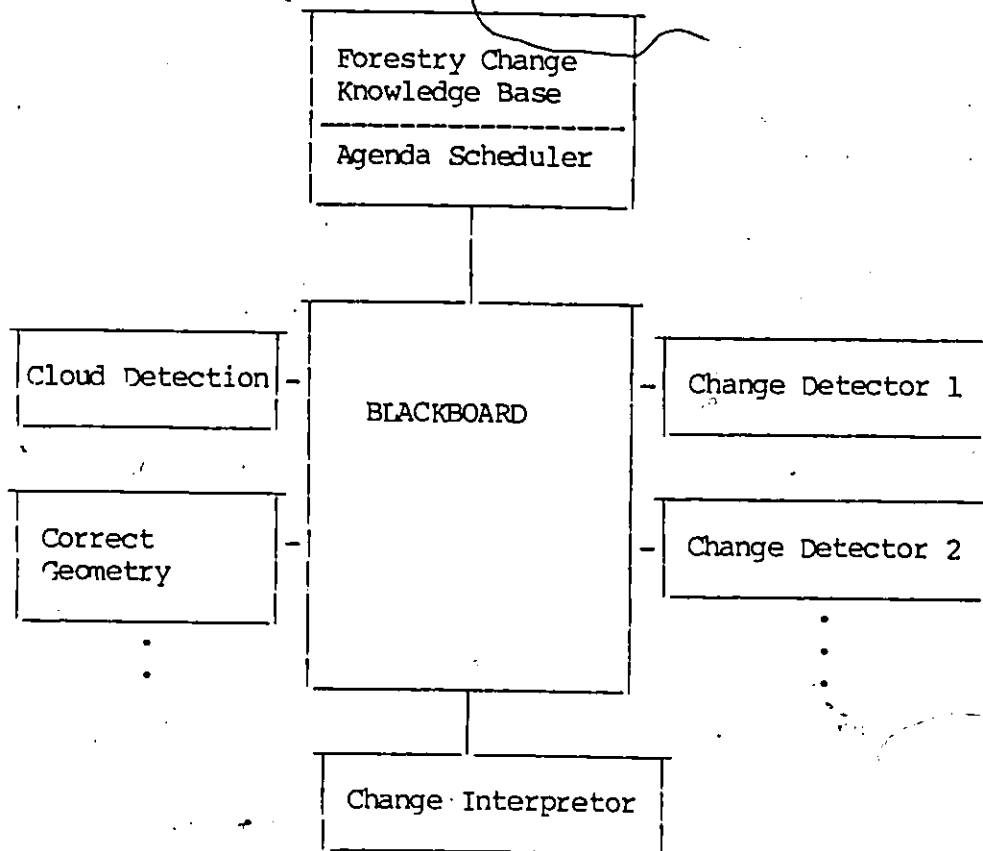 Forestry Change
Knowledge Base
Agenda Scheduler
Cloud Detection
BLACKBOARD
Change Detector 1
Correct
Geometry
Change Detector 2
Change Interpretor